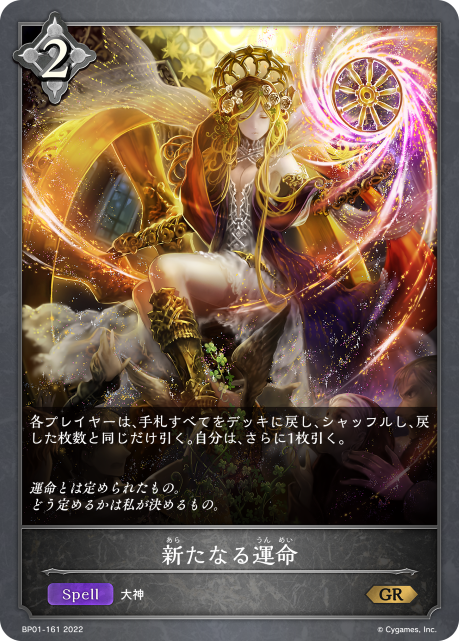 2
各プレイヤーは、手札すべてをデッキに戻し、シャッフルし、戻
した枚数と同じだけ引く。自分は、さらに1枚引く。
運命とは定められたもの。
どう定めるかは私が決めるもの。
あら うん めい
新たなる運命
Spell 大神 GR
BP01-161 2022 © Cygames, Inc.